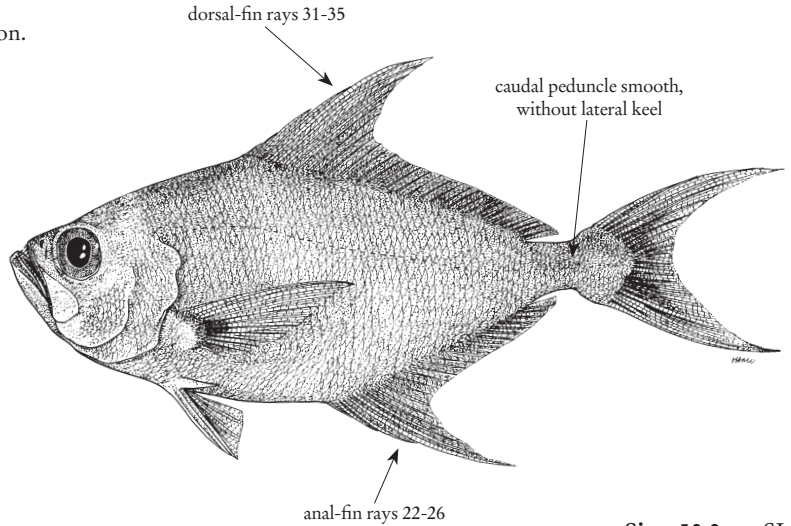 on.
dorsal-fin rays 31-35
caudal peduncle smooth,
without lateral keel
anal-fin rays 22-26